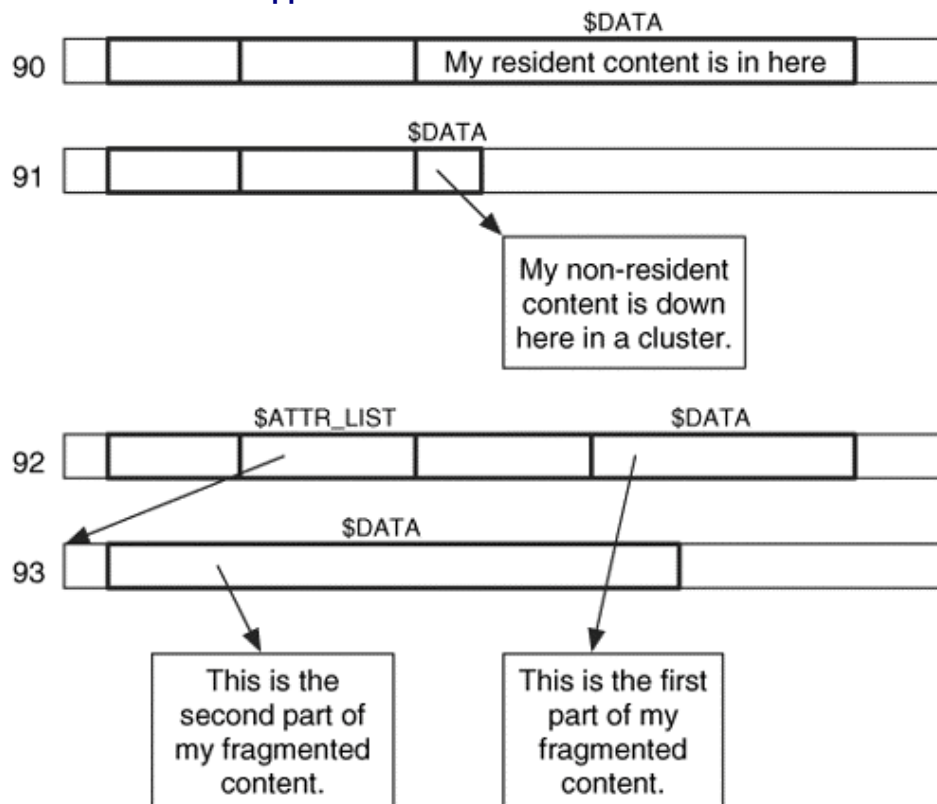 $DATA
90 My resident content is in here
$DATA
91
My non-resident
content is down
here in a cluster.
$ATTR_LIST $DATA
92
$DATA
93
This is the
second part of
my fragmented
content.
This is the first
part of my
fragmented
content.